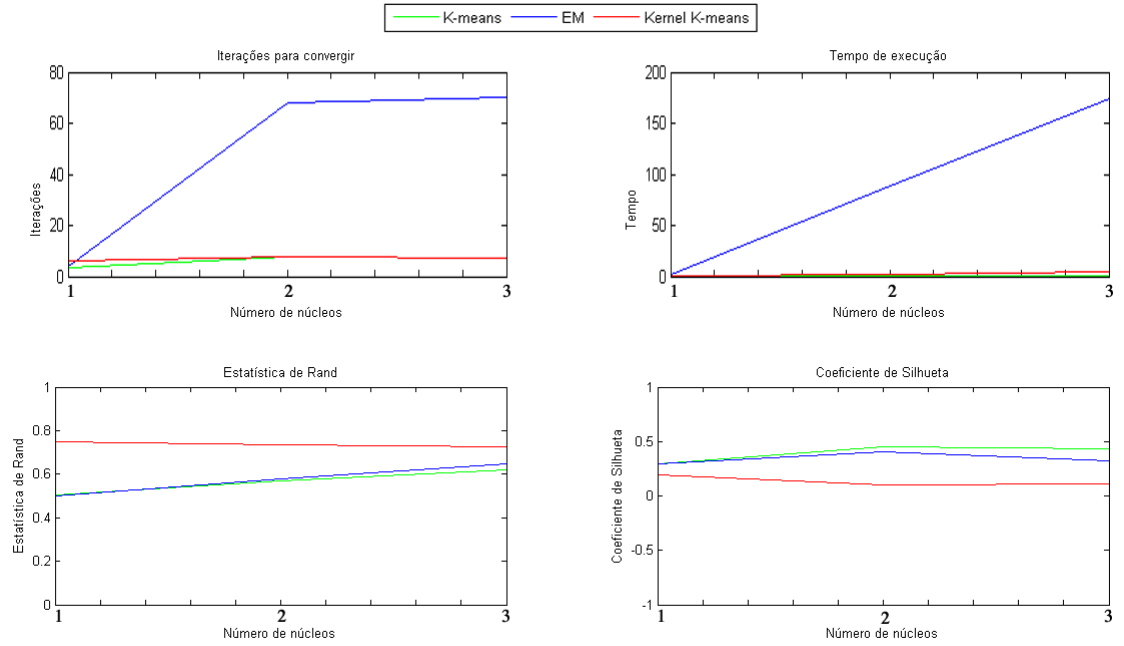 K-means EM Kernel K-means
Iterações para convergir
80
60
40
20
0
Iterações
1 2 3
Número de núcleos
Tempo de execução
200
150
100
50
0
Tempo
1 2 3
Número de núcleos
Estatística de Rand
1
0.8
0.6
0.4
0.2
0
Estatística de Rand
1 2 3
Número de núcleos
Coeficiente de Silhueta
1
0.5
0
-0.5
-1
Coeficiente de Silhueta
1 2 3
Número de núcleos